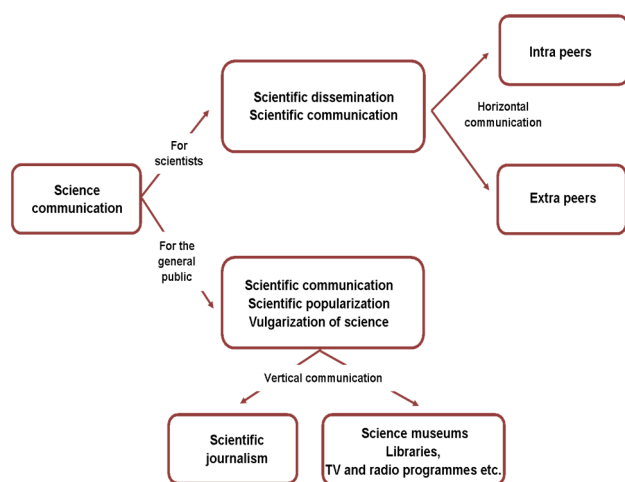 Intra peers
Scientific dissemination
Scientific communication
Horizontal
communication
For
scientists
Science
communication
Extra peers
For the
general
public
Scientific communication
Scientific popularization
Vulgarization of science
Vertical communication
Scientific
journalism
Science museums
Libraries,
TV and radio programmes etc.